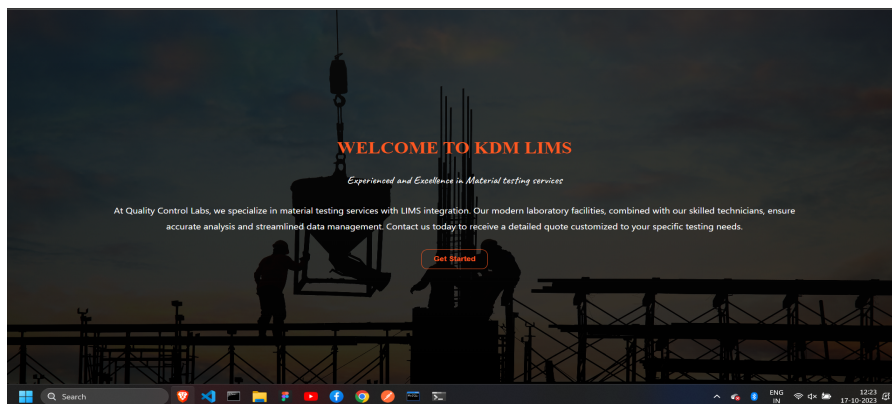 WELCOME TO KDM LIMS
Experienced and Excellence in Material testing services
At Quality Control Labs, we specialize in material testing services with LIMS integration. Our modern laboratory facilities, combined with our skilled technicians, ensure
accurate analysis and streamlined data management. Contact us today to receive a detailed quote customized to your specific testing needs.
Get Started
Search
ENG
IN
12:23
17-10-2023